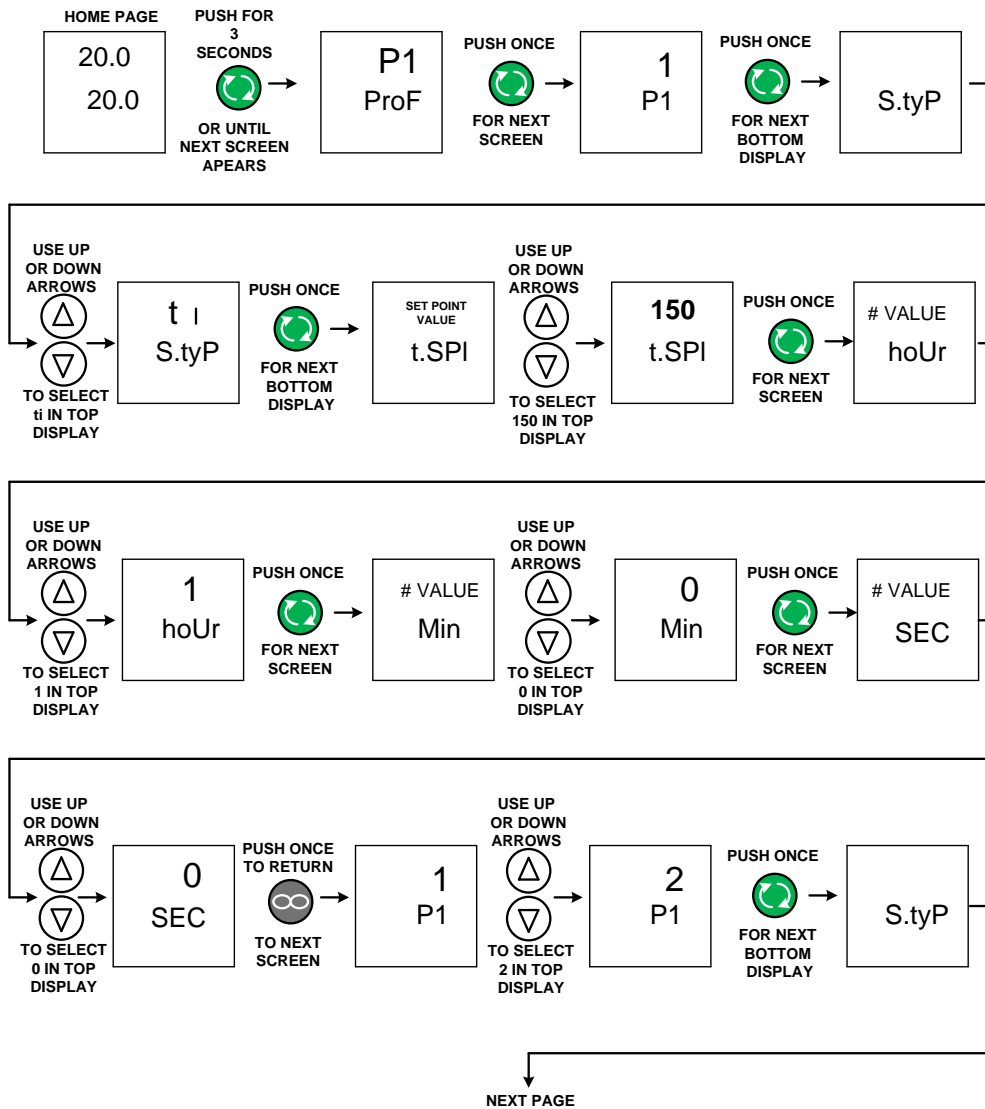 HOME PAGE
20.0
20.0
PUSH FOR
3
SECONDS
OR UNTIL
NEXT SCREEN
APEARS
P1
ProF
PUSH ONCE
FOR NEXT
SCREEN
1
P1
PUSH ONCE
FOR NEXT
BOTTOM
DISPLAY
S.tyP
USE UP
OR DOWN
ARROWS
TO SELECT
ti IN TOP
DISPLAY
t I
S.tyP
PUSH ONCE
FOR NEXT
BOTTOM
DISPLAY
SET POINT
VALUE
t.SPI
USE UP
OR DOWN
ARROWS
TO SELECT
150 IN TOP
DISPLAY
150
t.SPI
PUSH ONCE
FOR NEXT
SCREEN
# VALUE
hoUr
USE UP
OR DOWN
ARROWS
TO SELECT
1 IN TOP
DISPLAY
1
hoUr
PUSH ONCE
FOR NEXT
SCREEN
# VALUE
Min
USE UP
OR DOWN
ARROWS
TO SELECT
0 IN TOP
DISPLAY
0
Min
PUSH ONCE
FOR NEXT
SCREEN
# VALUE
SEC
USE UP
OR DOWN
ARROWS
TO SELECT
0 IN TOP
DISPLAY
0
SEC
PUSH ONCE
TO RETURN
TO NEXT
SCREEN
1
P1
USE UP
OR DOWN
ARROWS
TO SELECT
2 IN TOP
DISPLAY
2
P1
PUSH ONCE
FOR NEXT
BOTTOM
DISPLAY
S.tyP
NEXT PAGE